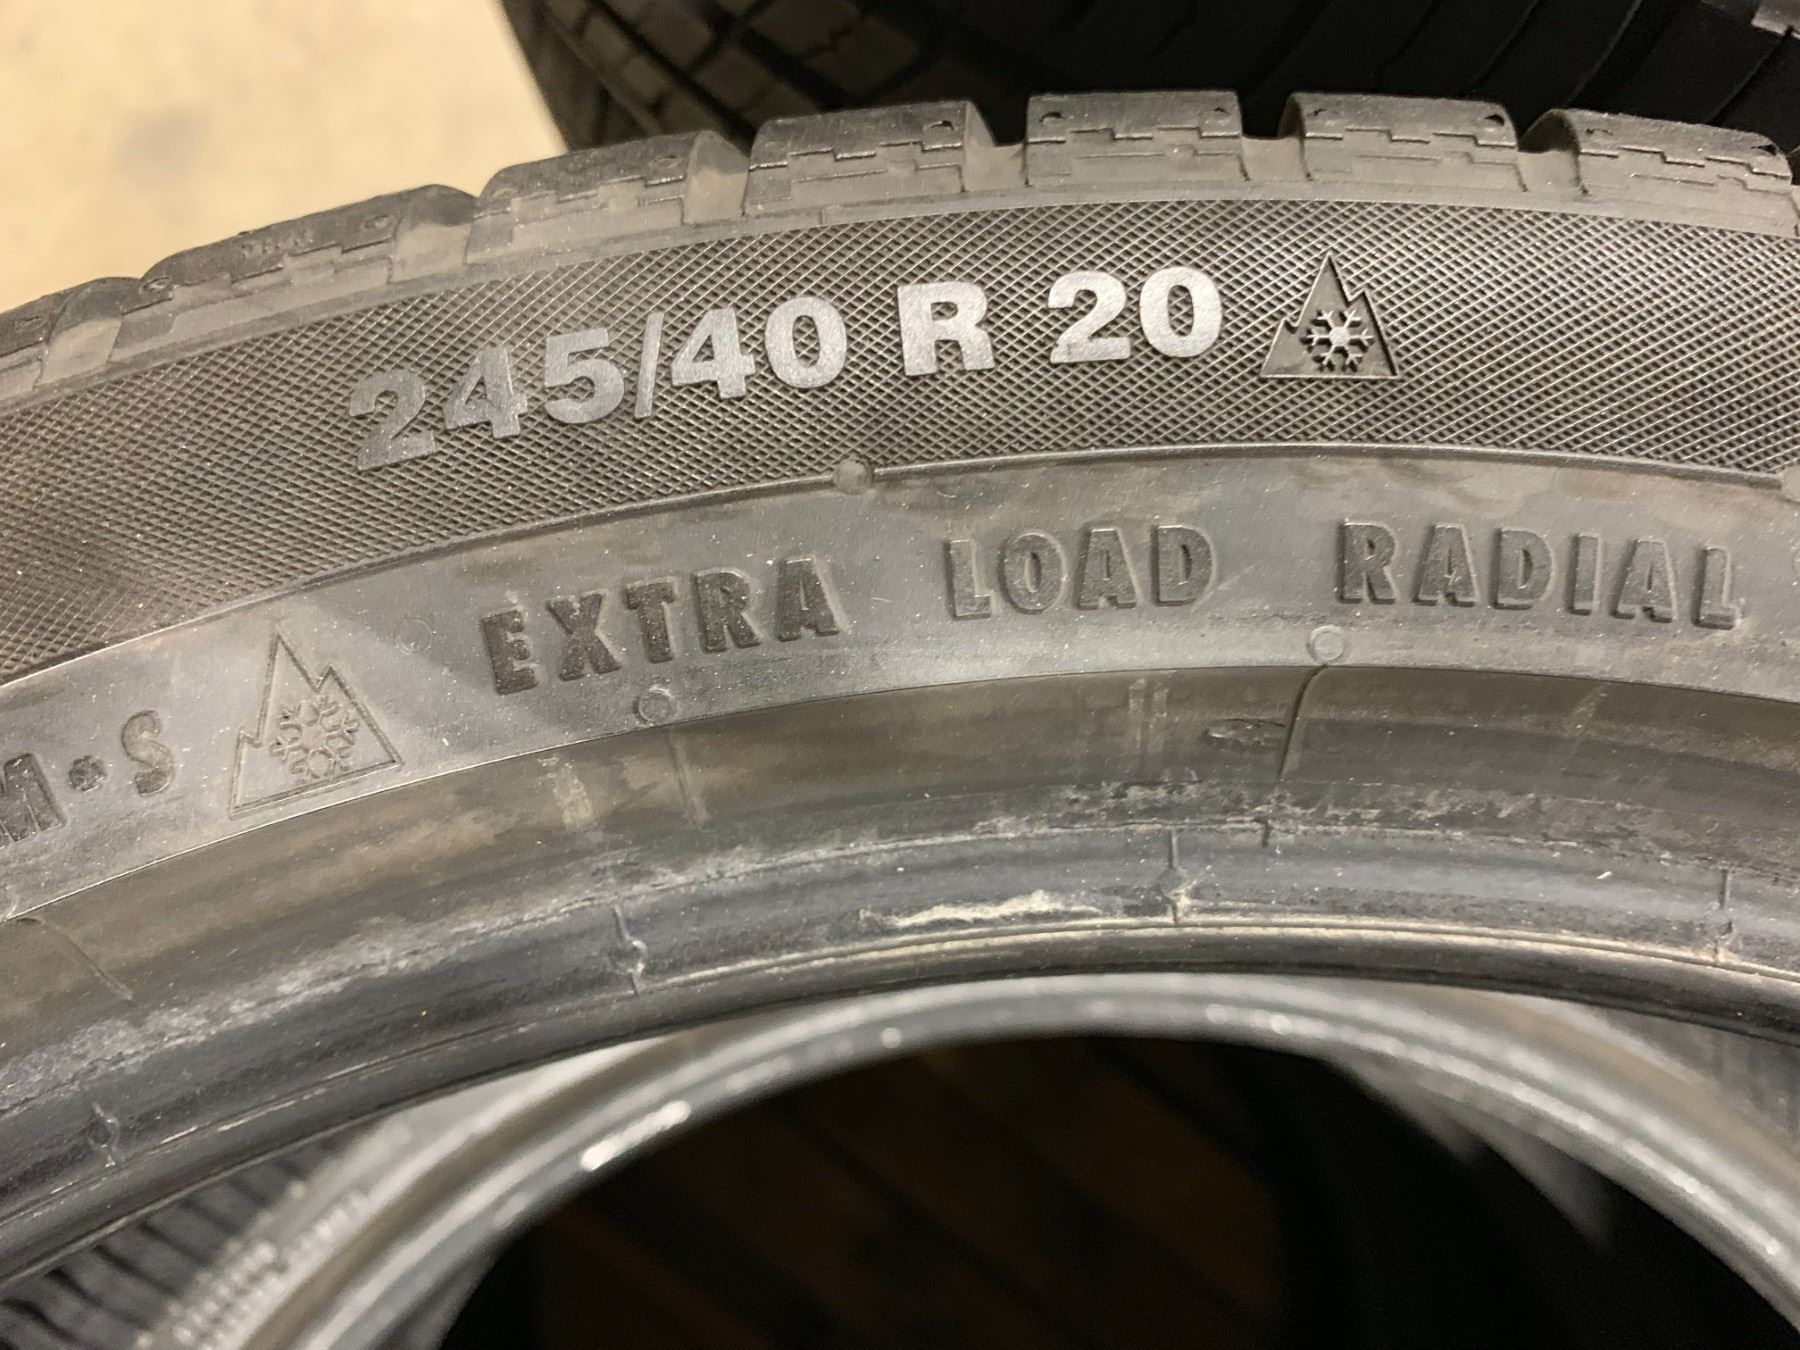 245/40 R 20
M+S EXTRA LOAD RADIAL